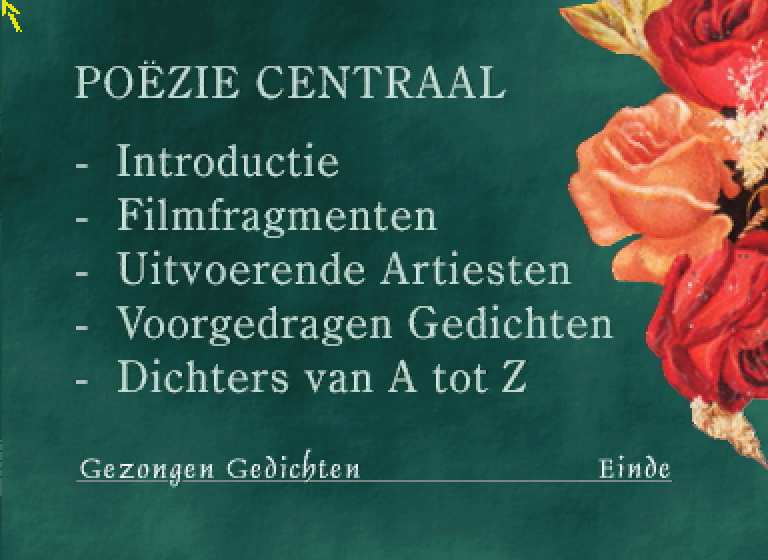 POËZIE CENTRAAL
- Introductie
- Filmfragmenten
- Uitvoerende Artiesten
- Voorgedragen Gedichten
- Dichters van A tot Z
Gezongen Gedichten Einde